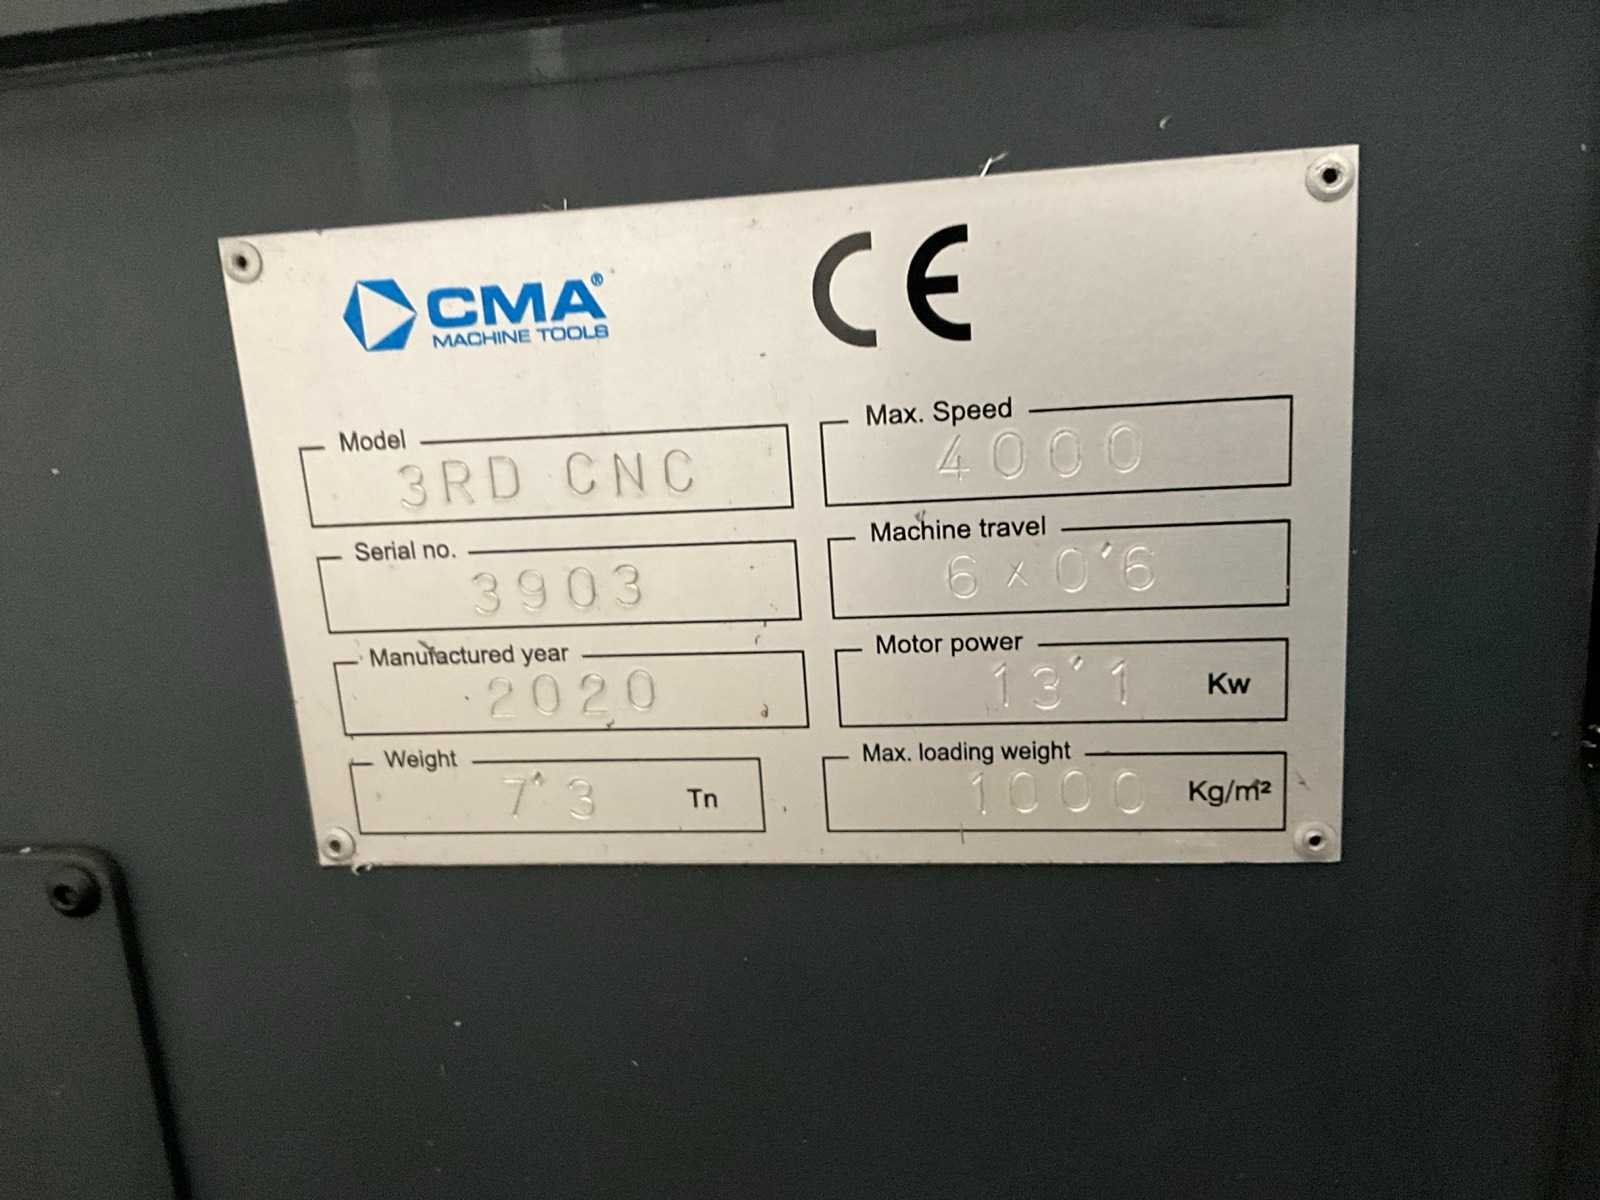 CMA®
MACHINE TOOLS
CE
Model
3RD CNC
Serial no.
3903
Manufactured year
2020
Weight
7'3 Tn
Max. Speed
4000
Machine travel
6 x 0'6
Motor power
13'1 Kw
Max. loading weight
1000 Kg/m²